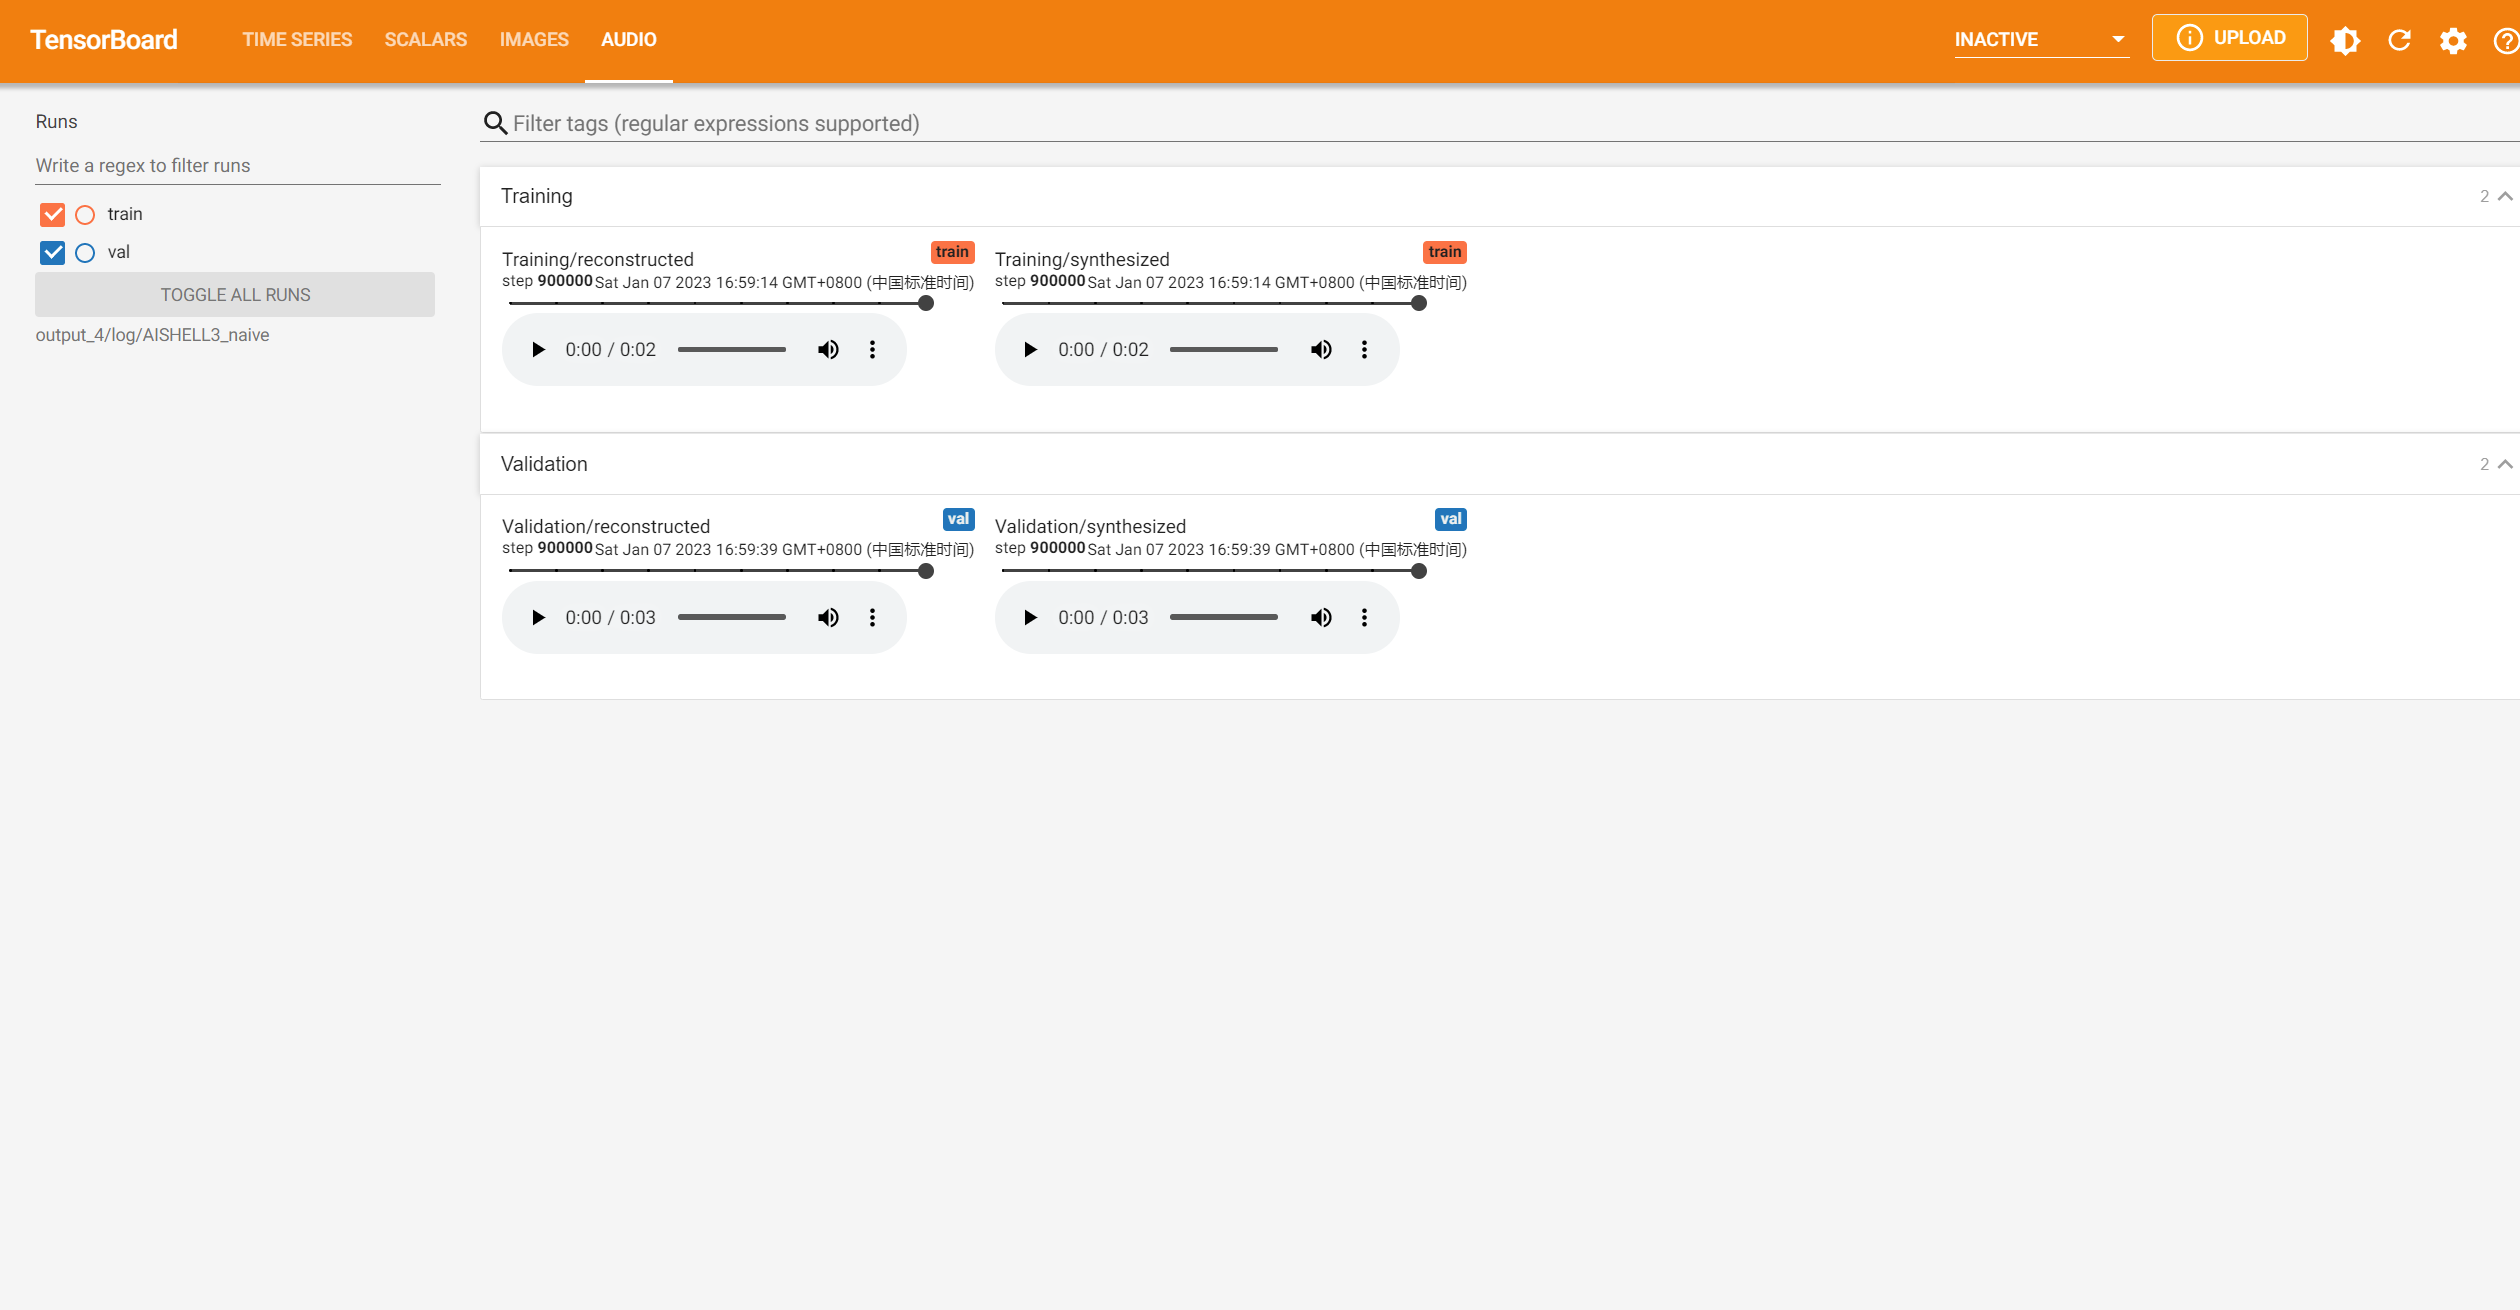 TensorBoard TIME SERIES SCALARS IMAGES AUDIO INACTIVE UPLOAD
Runs
Write a regex to filter runs
train
val
TOGGLE ALL RUNS
output_4/log/AISHELL3_naive
Filter tags (regular expressions supported)
Training 2
Training/reconstructed train
step 900000 Sat Jan 07 2023 16:59:14 GMT+0800 (中国标准时间)
0:00 / 0:02
Training/synthesized train
step 900000 Sat Jan 07 2023 16:59:14 GMT+0800 (中国标准时间)
0:00 / 0:02
Validation 2
Validation/reconstructed val
step 900000 Sat Jan 07 2023 16:59:39 GMT+0800 (中国标准时间)
0:00 / 0:03
Validation/synthesized val
step 900000 Sat Jan 07 2023 16:59:39 GMT+0800 (中国标准时间)
0:00 / 0:03